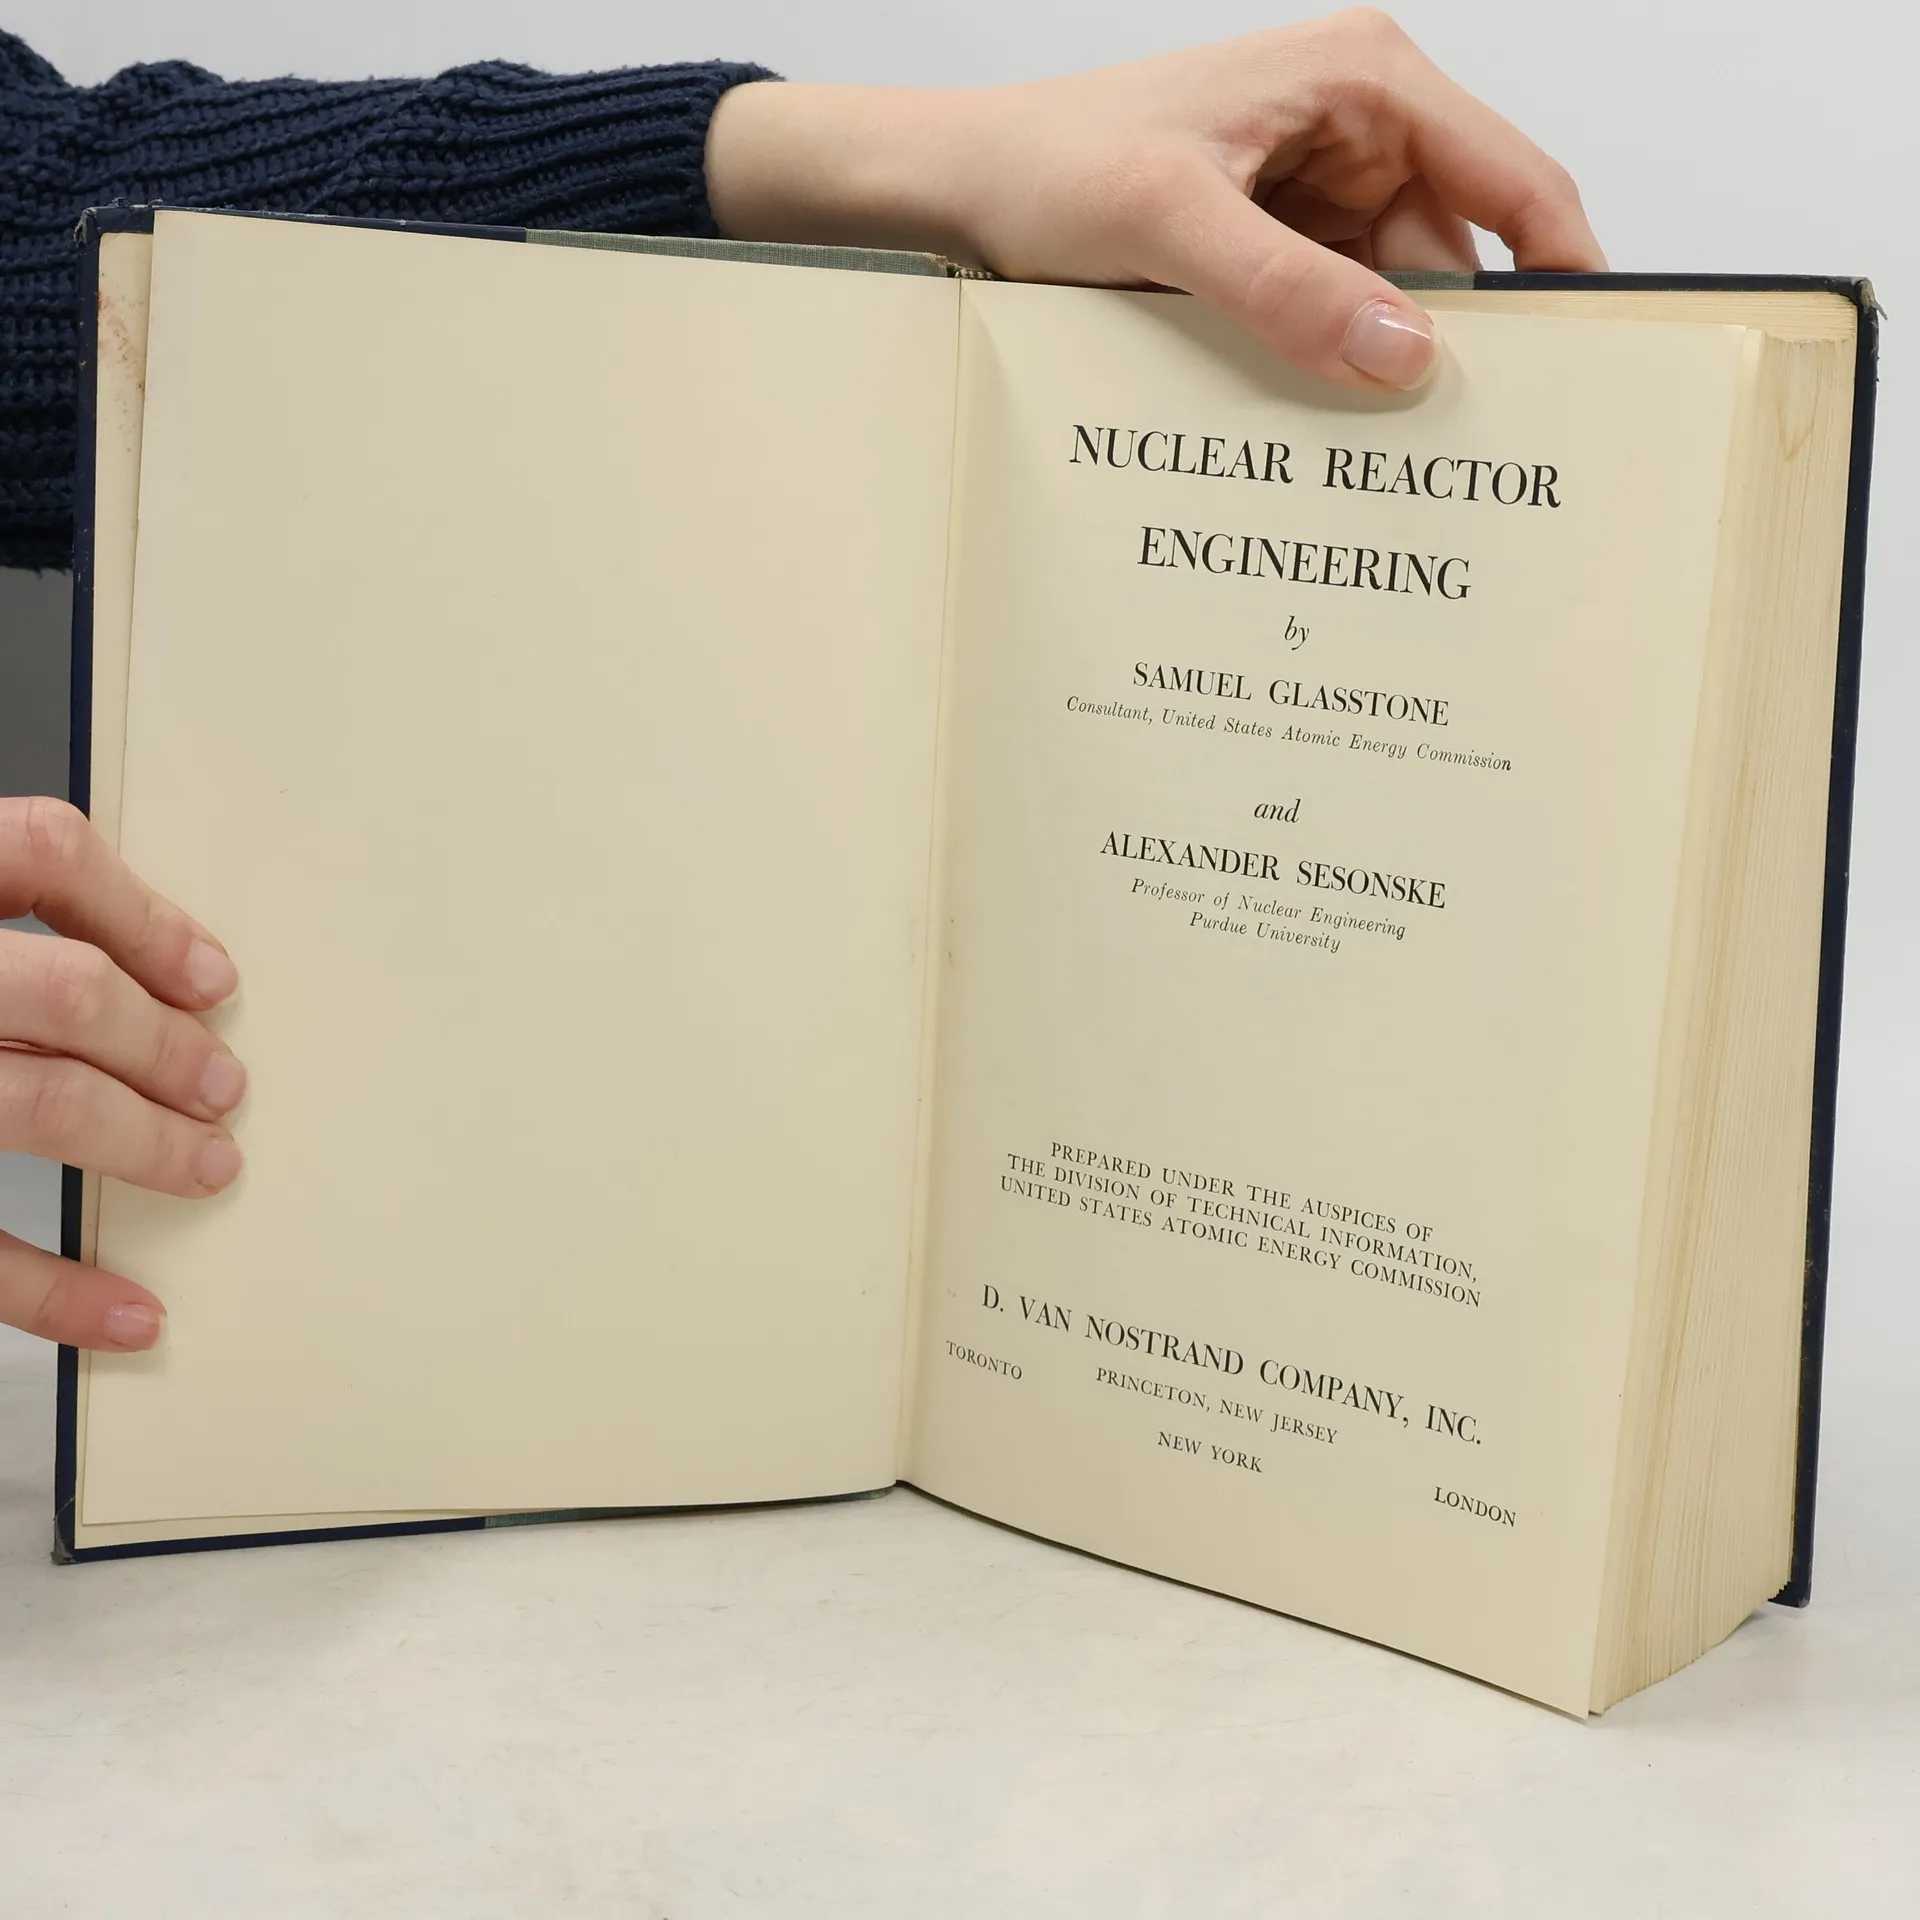 NUCLEAR REACTOR
ENGINEERING
by
SAMUEL GLASSTONE
Consultant, United States Atomic Energy Commission
and
ALEXANDER SESONSKE
Professor of Nuclear Engineering
Purdue University
PREPARED UNDER THE AUSPICES OF
THE DIVISION OF TECHNICAL INFORMATION,
UNITED STATES ATOMIC ENERGY COMMISSION
D. VAN NOSTRAND COMPANY, INC.
PRINCETON, NEW JERSEY
TORONTO NEW YORK LONDON